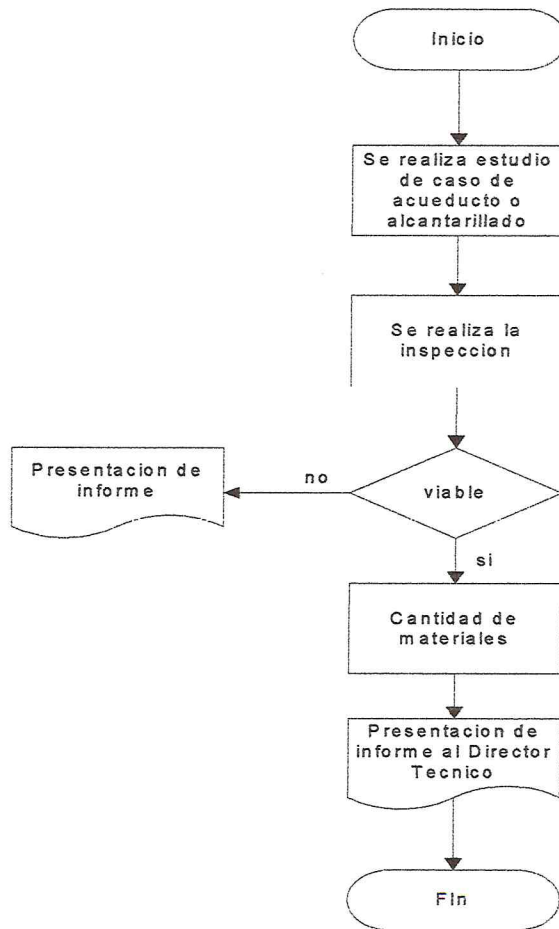 Inicio
Se realiza estudio
de caso de
acueducto o
alcantarillado
Se realiza la
inspeccion
Presentacion de
informe
no
viable
si
Cantidad de
materiales
Presentacion de
informe al Director
Tecnico
Fin